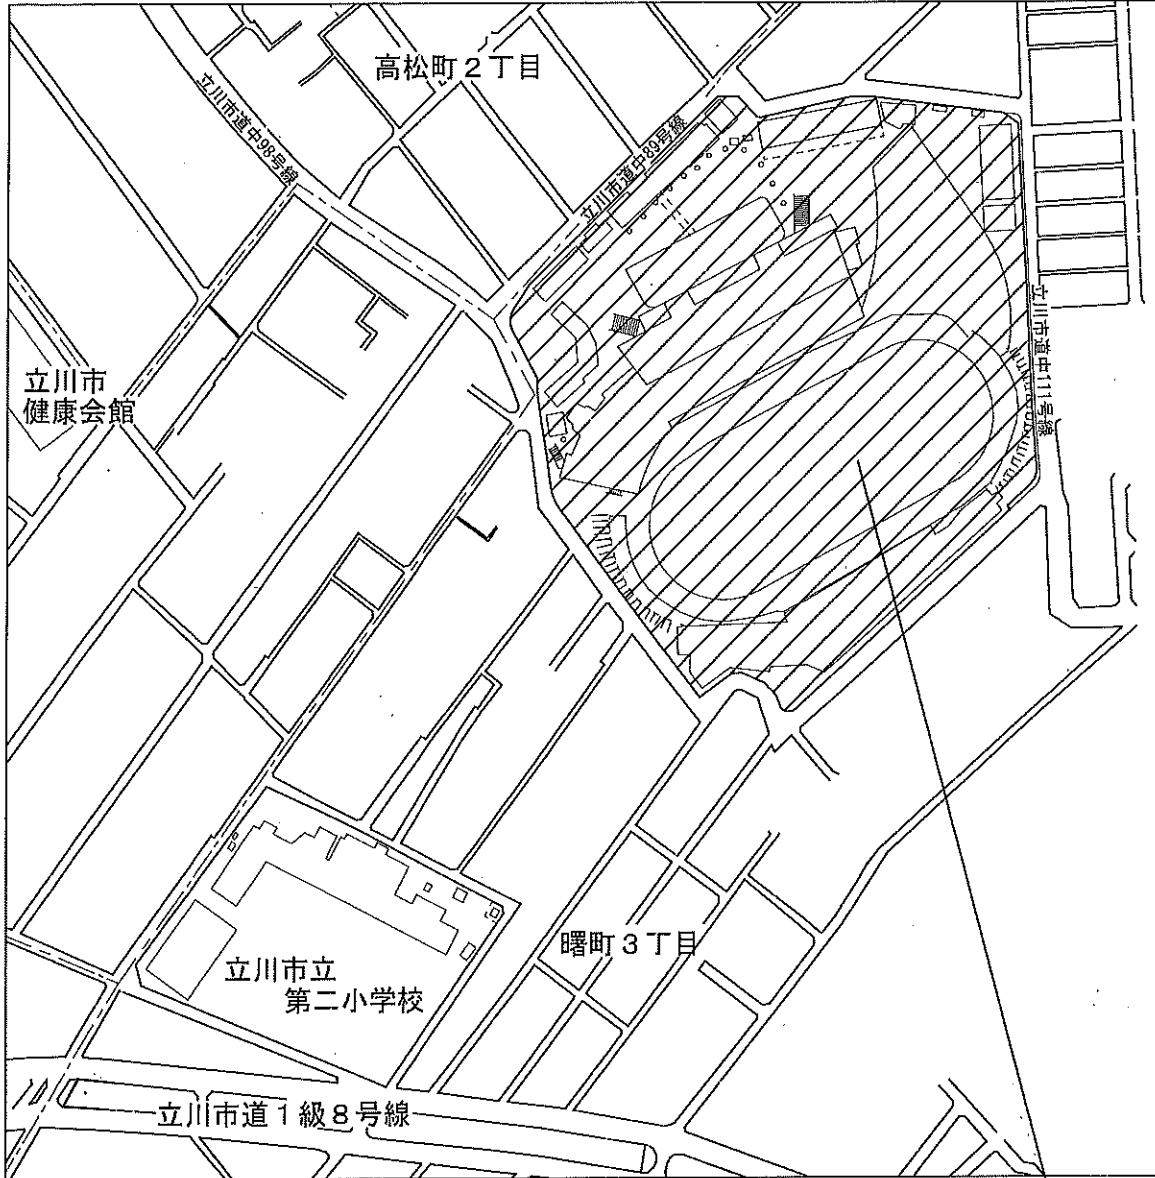 高松町２丁目
立川市道中98号線
立川市道中89号線
立川市道中111号線
立川市
健康会館
曙町３丁目
立川市立
第二小学校
立川市道１級８号線